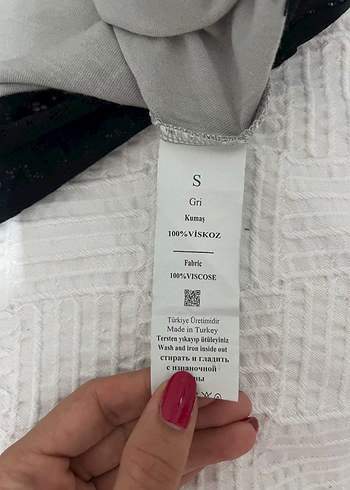 S
Gri
Kumaş
100%VİSKOZ
Fabric
100%VISCOSE
Türkiye Üretimidir
Made in Turkey
Tersten yıkayıp ütüleyiniz
Wash and iron inside out
стирать и гладить
с изнаночной
ны